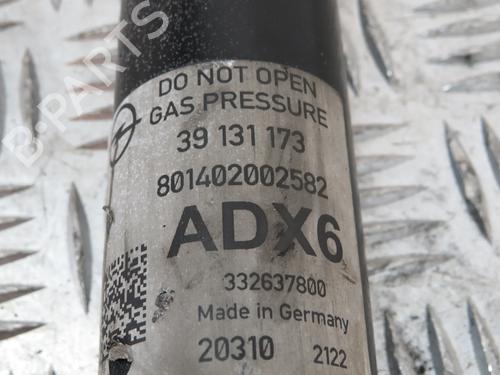 DO NOT OPEN
GAS PRESSURE
39 131 173
801402002582
ADX6
332637800
Made in Germany
20310 2122